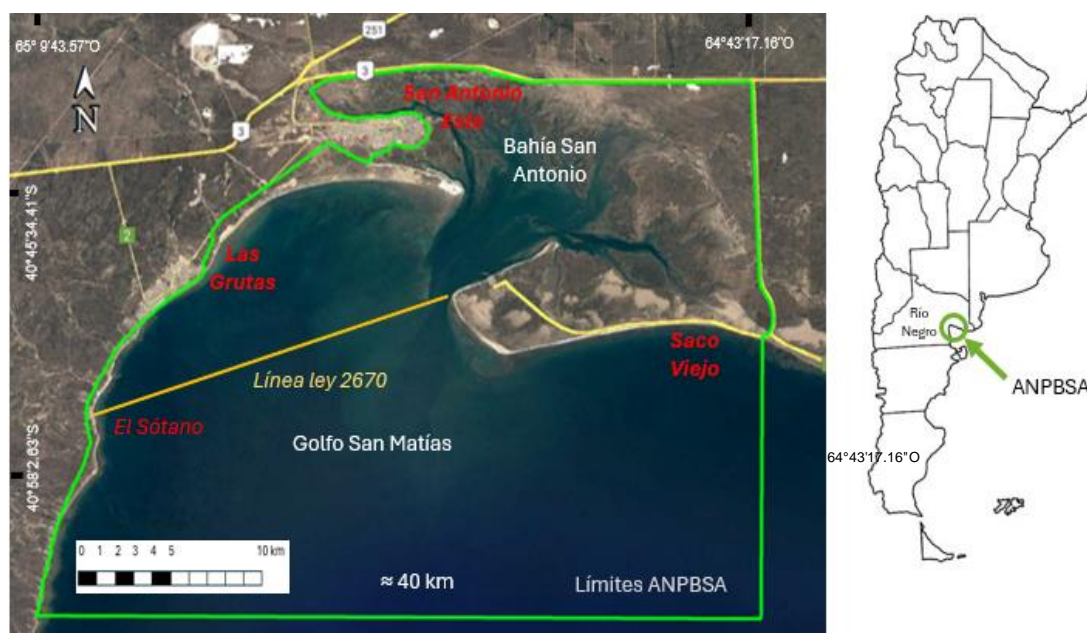 65° 9'43.57"O
251
64°43'17.16"O
3
N
San Antonio
Este
3
Bahía San
Antonio
40°45'34.41"S
2
Las
Grutas
Saco
Viejo
Línea ley 2670
El Sótano
Golfo San Matías
40°58'2.63"S
0 1 2 3 4 5 10 km
≈ 40 km
Límites ANPBSA
Río
Negro
ANPBSA
64°43'17.16"O